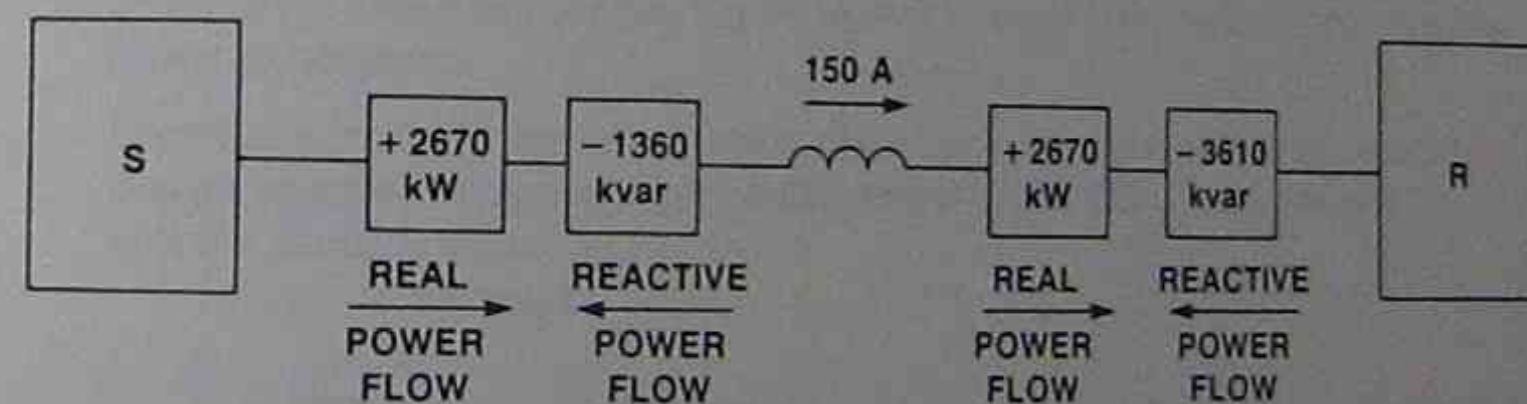 150 A
S
+2670
kW
−1360
kvar
+2670
kW
−3610
kvar
R
REAL
POWER
FLOW
REACTIVE
POWER
FLOW
REAL
POWER
FLOW
REACTIVE
POWER
FLOW